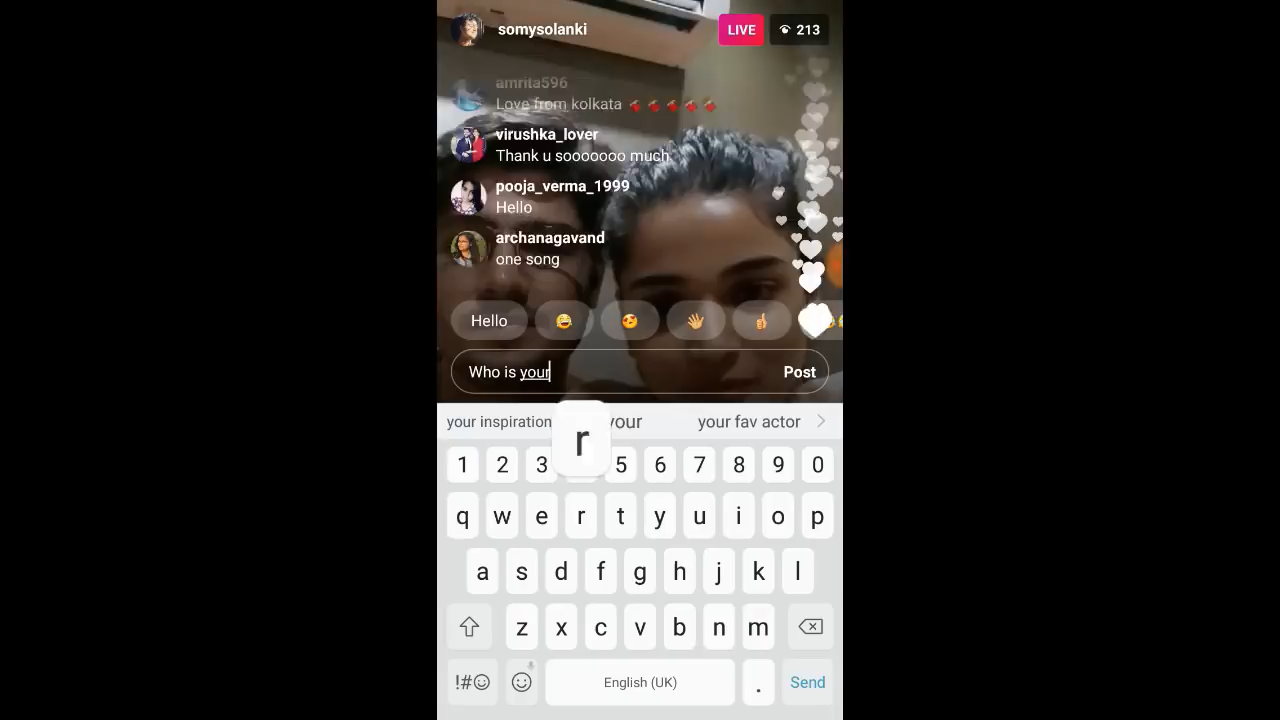 somysolanki
LIVE
213
amrita596
Love from kolkata
virushka_lover
Thank u sooooooo much
pooja_verma_1999
Hello
archanagavand
one song
Hello
Who is your
Post
your inspiration
your
your fav actor
r
1 2 3 5 6 7 8 9 0
q w e r t y u i o p
a s d f g h j k l
z x c v b n m
!#
English (UK)
.
Send